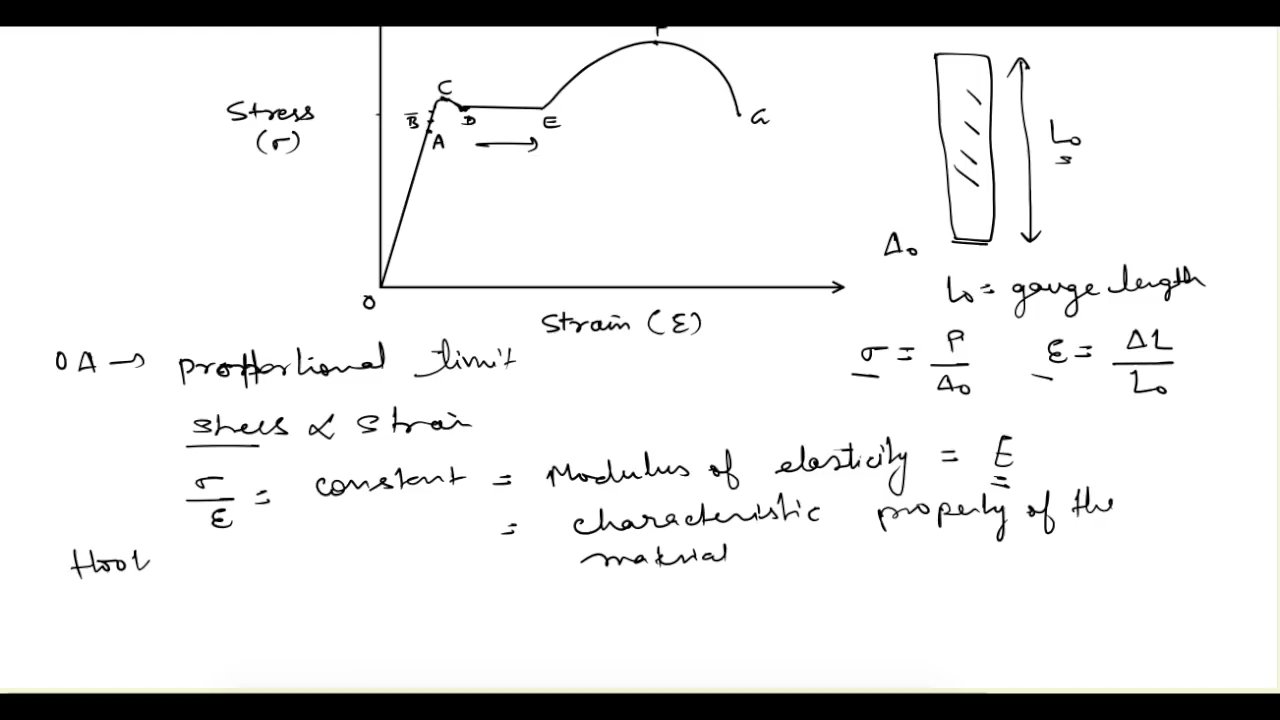 F
C
Stress
(σ)
B
D
E
G
A
L₀
A₀
O
L₀ = gauge length
Strain (ε)
OA → proportional limit
σ = P/A₀ ε = ΔL/L₀
stress ∝ strain
σ/ε = constant = Modulus of elasticity = E
= characteristic property of the
material
Hook